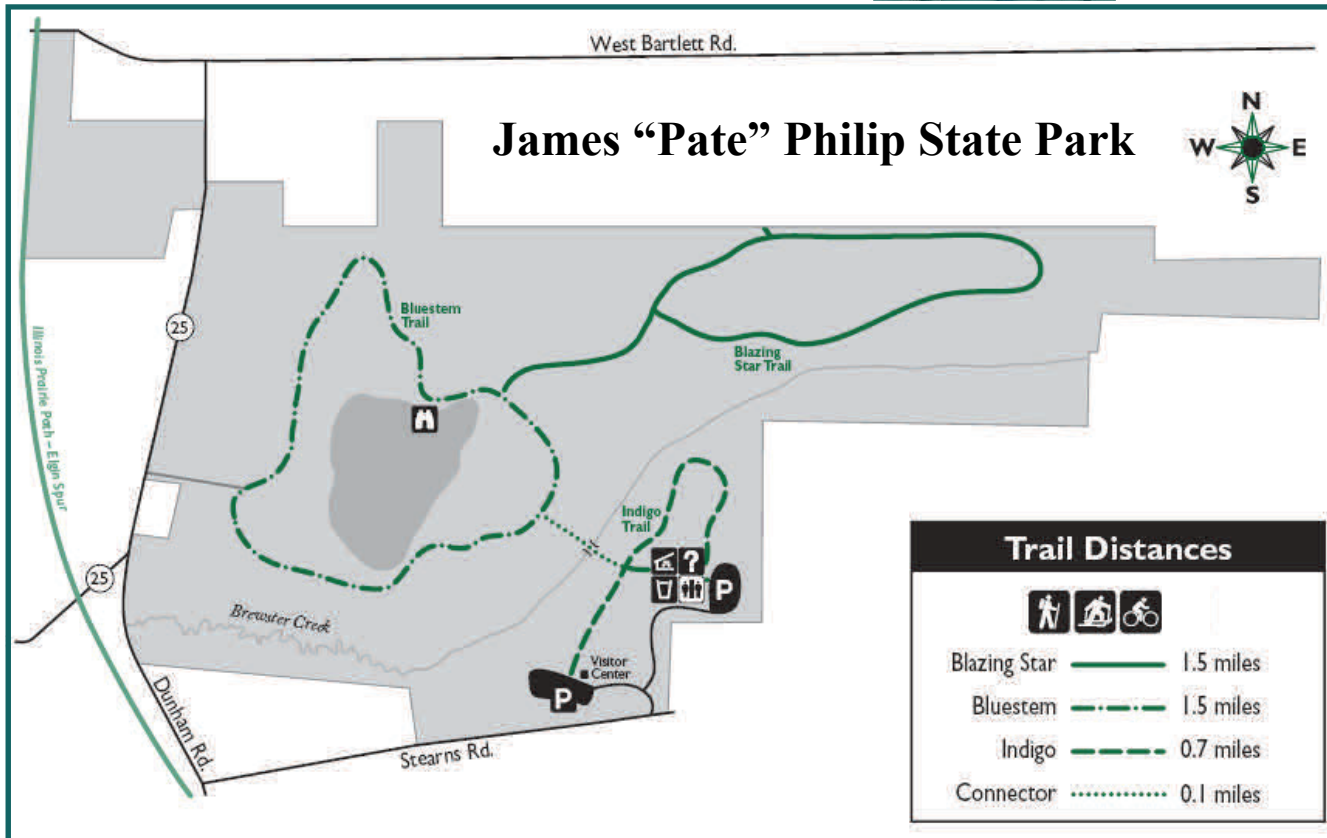 West Bartlett Rd.
James “Pate” Philip State Park
N
W E
S
25
Bluestem
Trail
Blazing
Star Trail
Illinois Prairie Path – Elgin Spur
Indigo
Trail
?
P
25
Brewster Creek
Visitor
Center
P
Dunham Rd.
Stearns Rd.
Trail Distances
Blazing Star 1.5 miles
Bluestem 1.5 miles
Indigo 0.7 miles
Connector 0.1 miles